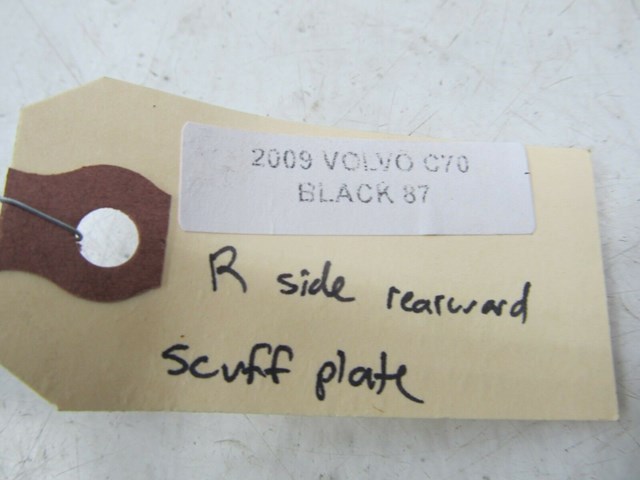 2009 VOLVO C70
BLACK 87
R side rearward
scuff plate